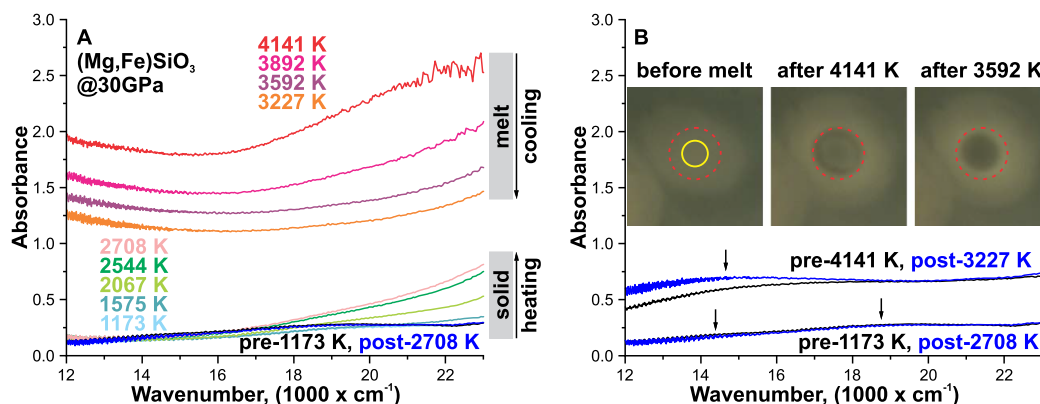 A
(Mg,Fe)SiO3
@30GPa
4141 K
3892 K
3592 K
3227 K
melt
cooling
2708 K
2544 K
2067 K
1575 K
1173 K
solid
heating
pre-1173 K, post-2708 K
3.0
2.5
2.0
1.5
1.0
0.5
0.0
Absorbance
12 14 16 18 20 22
Wavenumber, (1000 x cm-1)
B
before melt
after 4141 K
after 3592 K
pre-4141 K, post-3227 K
pre-1173 K, post-2708 K
3.0
2.5
2.0
1.5
1.0
0.5
0.0
Absorbance
12 14 16 18 20 22
Wavenumber, (1000 x cm-1)